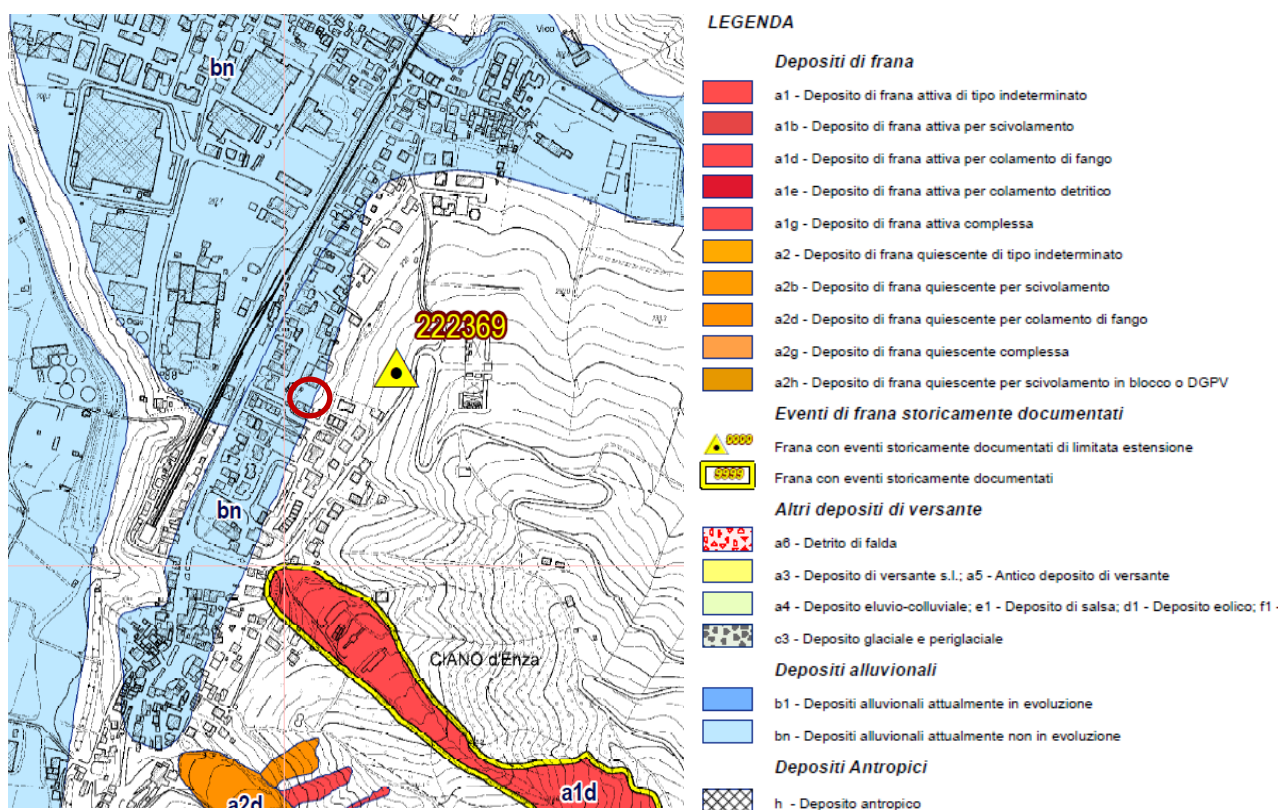 Vico
bn
222369
bn
CIANO d'Enza
a2d
a1d
LEGENDA
Depositi di frana
a1 - Deposito di frana attiva di tipo indeterminato
a1b - Deposito di frana attiva per scivolamento
a1d - Deposito di frana attiva per colamento di fango
a1e - Deposito di frana attiva per colamento detritico
a1g - Deposito di frana attiva complessa
a2 - Deposito di frana quiescente di tipo indeterminato
a2b - Deposito di frana quiescente per scivolamento
a2d - Deposito di frana quiescente per colamento di fango
a2g - Deposito di frana quiescente complessa
a2h - Deposito di frana quiescente per scivolamento in blocco o DGPV
Eventi di frana storicamente documentati
9999 Frana con eventi storicamente documentati di limitata estensione
9999 Frana con eventi storicamente documentati
Altri depositi di versante
a6 - Detrito di falda
a3 - Deposito di versante s.l.; a5 - Antico deposito di versante
a4 - Deposito eluvio-colluviale; e1 - Deposito di salsa; d1 - Deposito eolico; f1 -
c3 - Deposito glaciale e periglaciale
Depositi alluvionali
b1 - Depositi alluvionali attualmente in evoluzione
bn - Depositi alluvionali attualmente non in evoluzione
Depositi Antropici
h - Deposito antropico